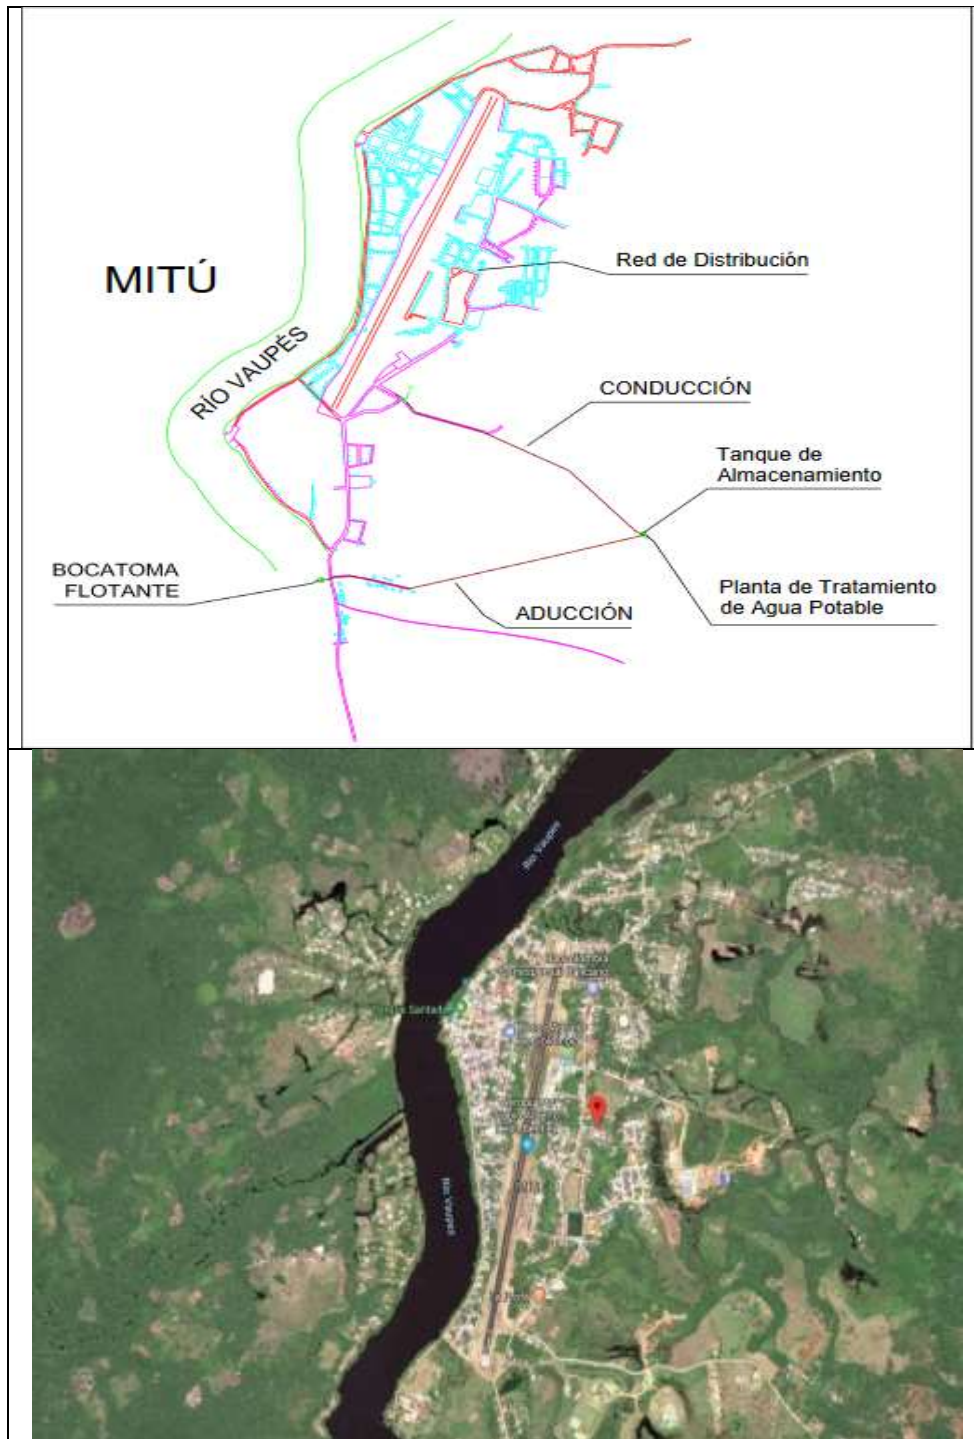 MITÚ
Red de Distribución
RÍO VAUPÉS
CONDUCCIÓN
Tanque de
Almacenamiento
BOCATOMA
FLOTANTE
ADUCCIÓN
Planta de Tratamiento
de Agua Potable
Río Vaupés
Río Vaupés